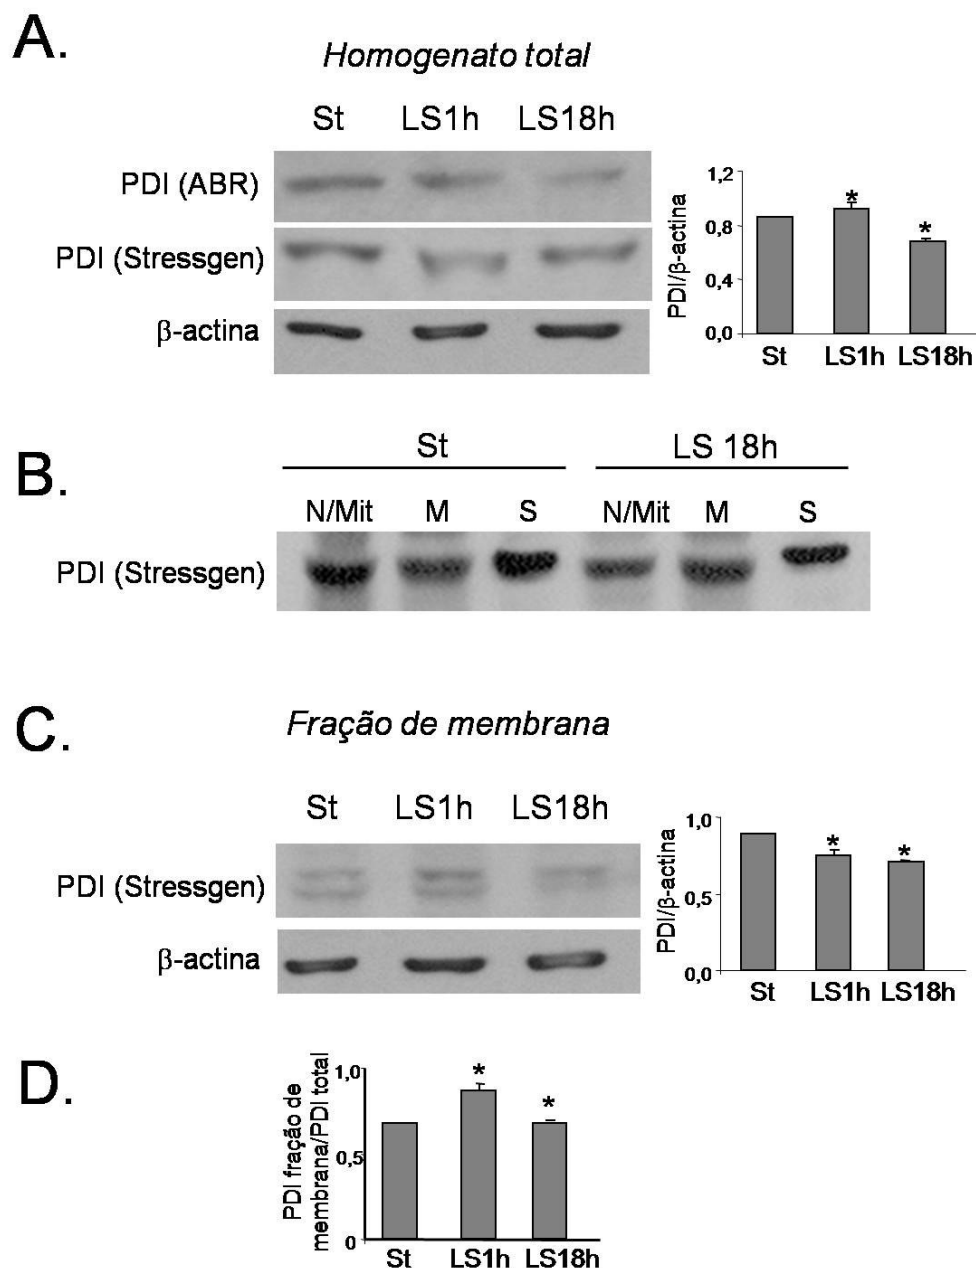 A.
Homogenato total
St LS1h LS18h
PDI (ABR)
PDI (Stressgen)
β-actina
PDI/β-actina
1,2
0,8
0,4
0,0
* *
St LS1h LS18h
B.
St LS 18h
N/Mit M S N/Mit M S
PDI (Stressgen)
C.
Fração de membrana
St LS1h LS18h
PDI (Stressgen)
β-actina
PDI/β-actina
1,0
0,5
0,0
* *
St LS1h LS18h
D.
PDI fração de
membrana/PDI total
1,0
0,5
0
* *
St LS1h LS18h